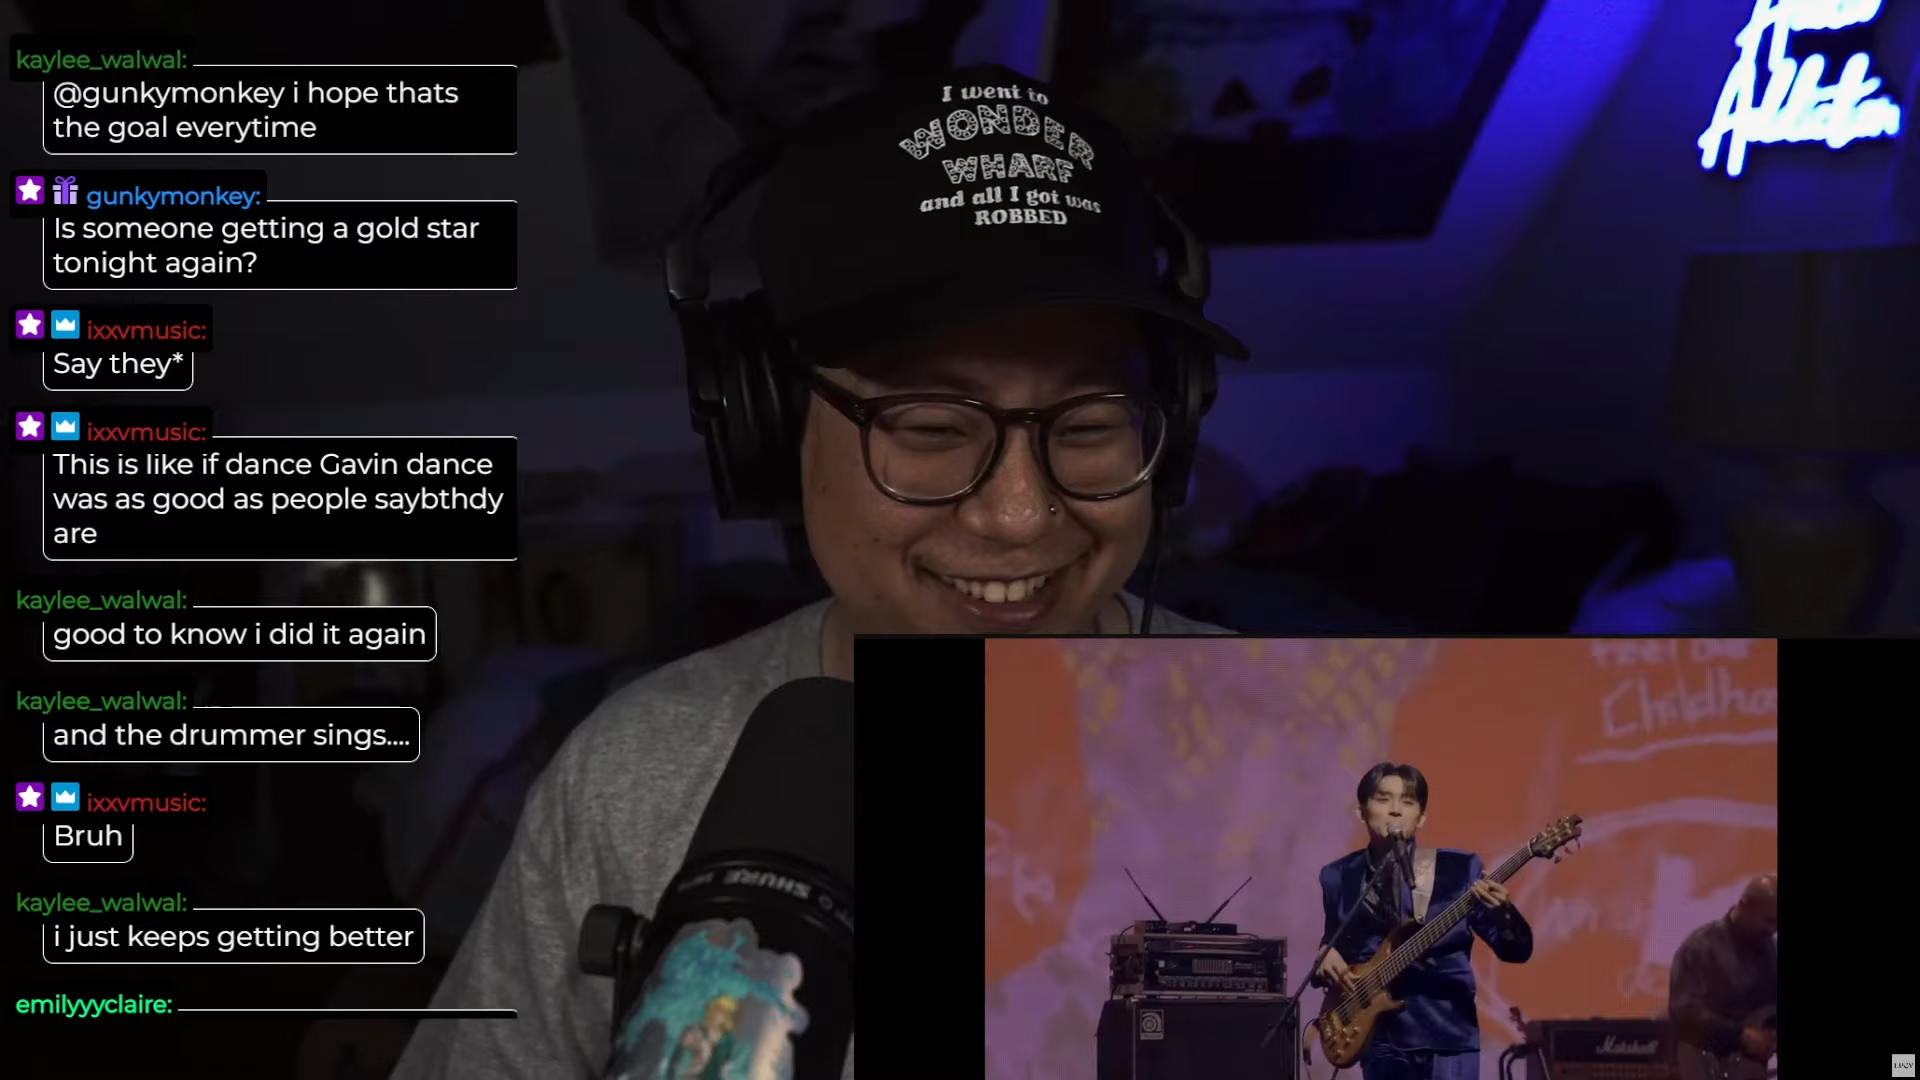 kaylee_walwal:
@gunkymonkey i hope thats
the goal everytime
gunkymonkey:
Is someone getting a gold star
tonight again?
ixxvmusic:
Say they*
ixxvmusic:
This is like if dance Gavin dance
was as good as people saybthdy
are
kaylee_walwal:
good to know i did it again
kaylee_walwal:
and the drummer sings....
ixxvmusic:
Bruh
kaylee_walwal:
i just keeps getting better
emilyyyclaire:
I went to
WONDER
WHARF
and all I got was
ROBBED
SHURE
Marshall
LUCY